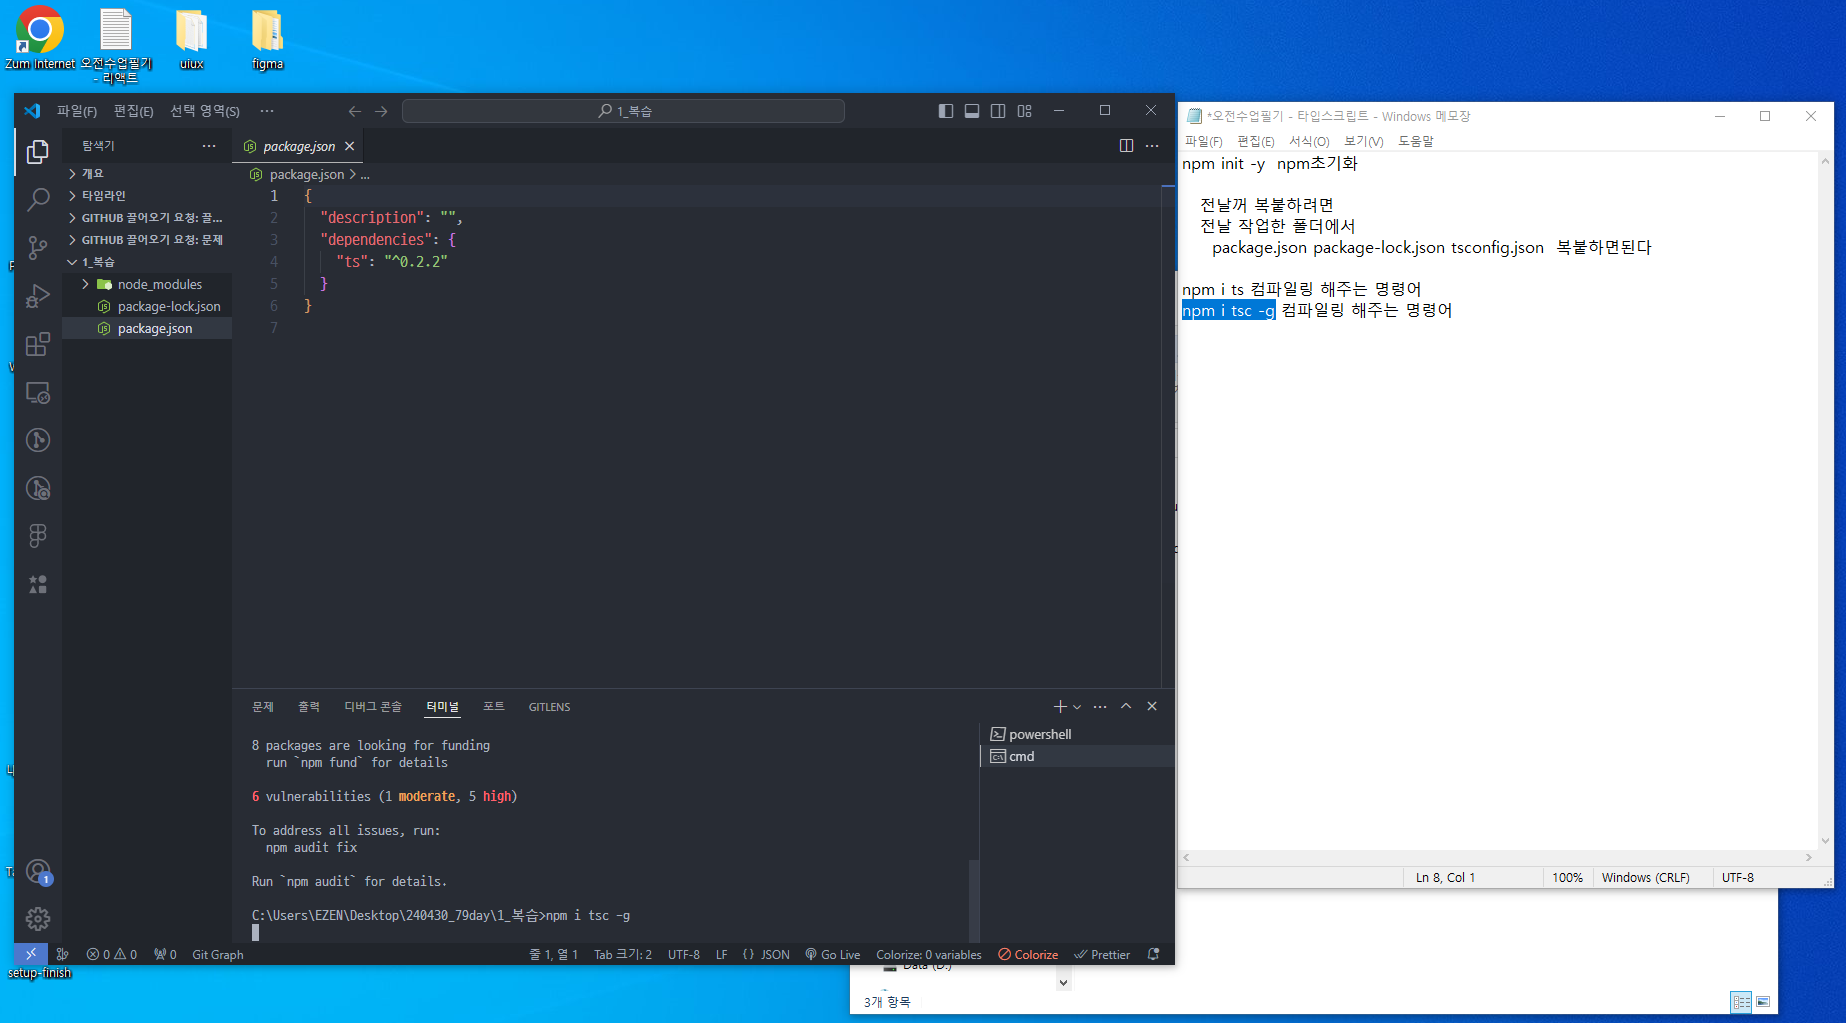 Zum Internet
오전수업필기 - 리액트
uiux
figma
파일(F)
편집(E)
선택 영역(S)
1_복습
탐색기
개요
타임라인
GITHUB 끌어오기 요청: 끌...
GITHUB 끌어오기 요청: 문제
1_복습
node_modules
package-lock.json
package.json
package.json
package.json > ...
1 {
2 "description": "",
3 "dependencies": {
4 "ts": "^0.2.2"
5 }
6 }
7
문제
출력
디버그 콘솔
터미널
포트
GITLENS
8 packages are looking for funding
run `npm fund` for details
6 vulnerabilities (1 moderate, 5 high)
To address all issues, run:
npm audit fix
Run `npm audit` for details.
C:\Users\EZEN\Desktop\240430_79day\1_복습>npm i tsc -g
powershell
cmd
1
0 0
0
Git Graph
줄 1, 열 1
Tab 크기: 2
UTF-8
LF
{} JSON
Go Live
Colorize: 0 variables
Colorize
Prettier
setup-finish
*오전수업필기 - 타입스크립트 - Windows 메모장
파일(F)
편집(E)
서식(O)
보기(V)
도움말
npm init -y npm초기화
전날꺼 복붙하려면
전날 작업한 폴더에서
package.json package-lock.json tsconfig.json 복붙하면된다
npm i ts 컴파일링 해주는 명령어
npm i tsc -g 컴파일링 해주는 명령어
Ln 8, Col 1
100%
Windows (CRLF)
UTF-8
Data (D:)
3개 항목